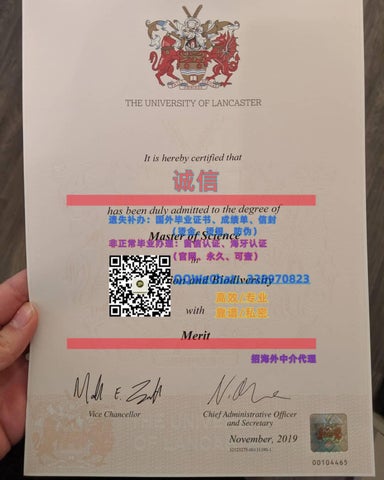 THE UNIVERSITY OF LANCASTER
It is hereby certified that
诚信
has been duly admitted to the degree of
遗失补办：国外毕业证书、成绩单、信封
Master of Science
非正常毕业办理：留信认证、海牙认证
（官网、永久、可查）
and Biodiversity
高效/专业
with
靠谱/私密
Merit
招海外中介代理
Vice Chancellor
Chief Administrative Officer
and Secretary
November, 2019
00104465